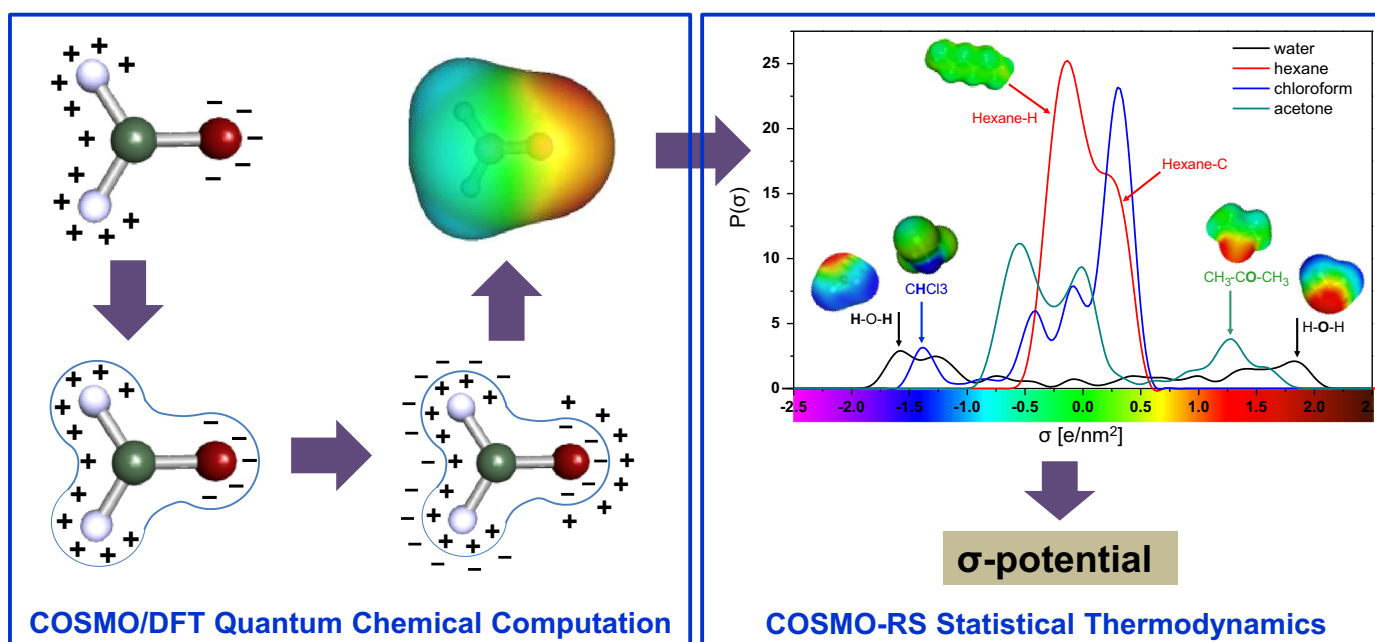 water
hexane
chloroform
acetone
25
20
15
10
5
0
P(σ)
Hexane-H
Hexane-C
CHCl3
H-O-H
CH₃-CO-CH₃
H-O-H
-2.5 -2.0 -1.5 -1.0 -0.5 0.0 0.5 1.0 1.5 2.0 2.
σ [e/nm²]
σ-potential
COSMO/DFT Quantum Chemical Computation
COSMO-RS Statistical Thermodynamics